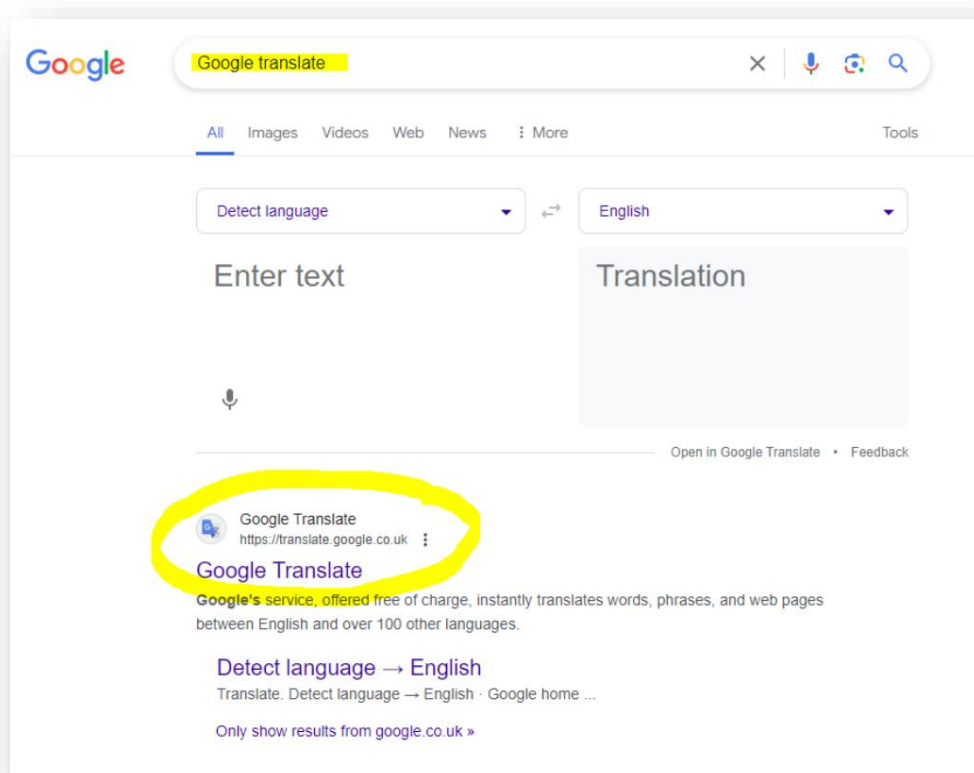 Google
Google translate
All Images Videos Web News More
Tools
Detect language
English
Enter text
Translation
Open in Google Translate • Feedback
Google Translate
https://translate.google.co.uk
Google Translate
Google's service, offered free of charge, instantly translates words, phrases, and web pages
between English and over 100 other languages.
Detect language → English
Translate. Detect language → English · Google home ...
Only show results from google.co.uk »